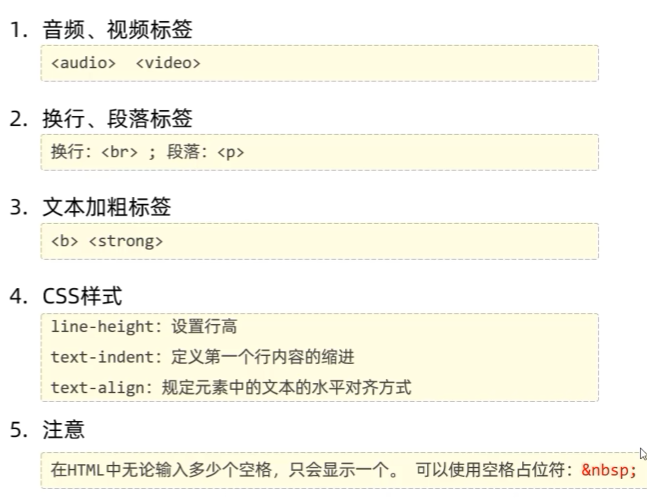 1. 音频、视频标签
<audio> <video>
2. 换行、段落标签
换行：<br> ; 段落：<p>
3. 文本加粗标签
<b> <strong>
4. CSS样式
line-height：设置行高
text-indent：定义第一个行内容的缩进
text-align：规定元素中的文本的水平对齐方式
5. 注意
在HTML中无论输入多少个空格，只会显示一个。 可以使用空格占位符：&nbsp;